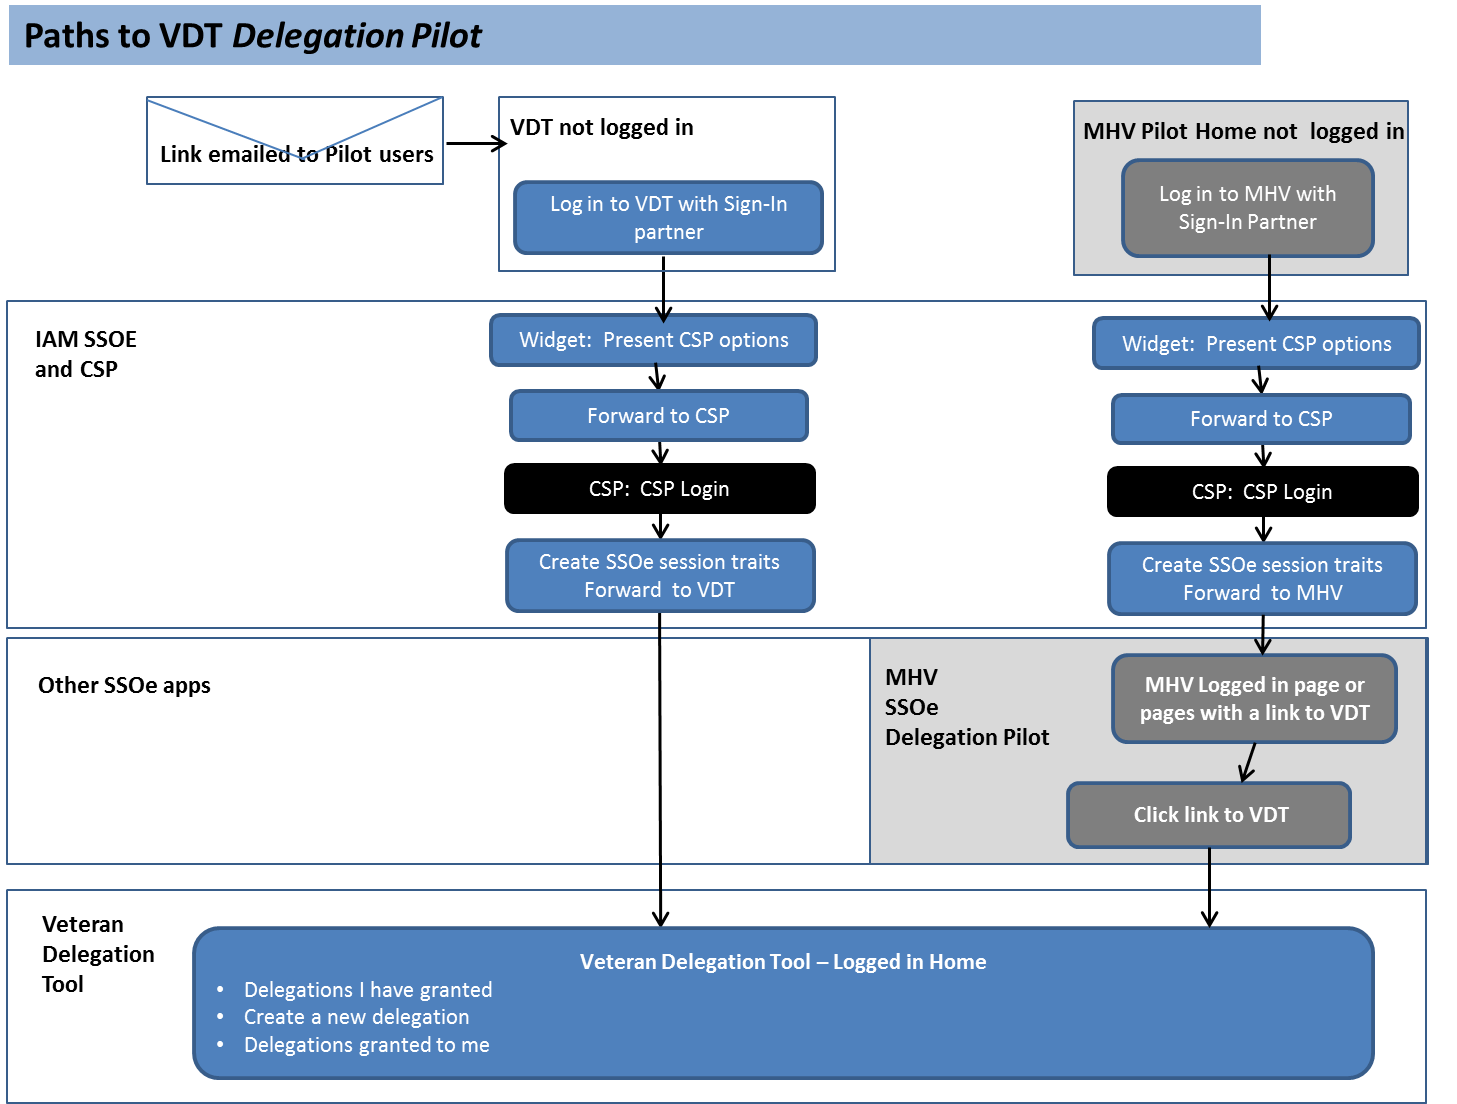 Paths to VDT Delegation Pilot
Link emailed to Pilot users
VDT not logged in
Log in to VDT with Sign-In
partner
MHV Pilot Home not logged in
Log in to MHV with
Sign-In Partner
IAM SSOE
and CSP
Widget: Present CSP options
Forward to CSP
CSP: CSP Login
Create SSOe session traits
Forward to VDT
Widget: Present CSP options
Forward to CSP
CSP: CSP Login
Create SSOe session traits
Forward to MHV
Other SSOe apps
MHV
SSOe
Delegation Pilot
MHV Logged in page or
pages with a link to VDT
Click link to VDT
Veteran
Delegation
Tool
Veteran Delegation Tool – Logged in Home
• Delegations I have granted
• Create a new delegation
• Delegations granted to me